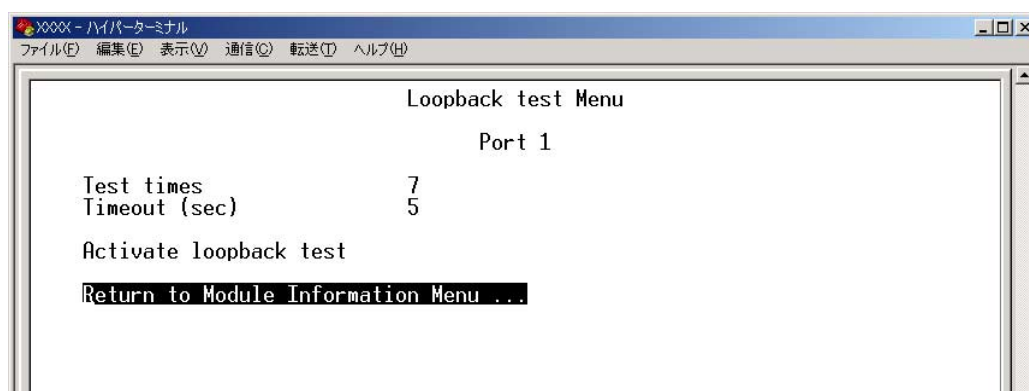 XXXX - ハイパーターミナル
ファイル(F) 編集(E) 表示(V) 通信(C) 転送(T) ヘルプ(H)
Loopback test Menu
Port 1
Test times 7
Timeout (sec) 5
Activate loopback test
Return to Module Information Menu ...